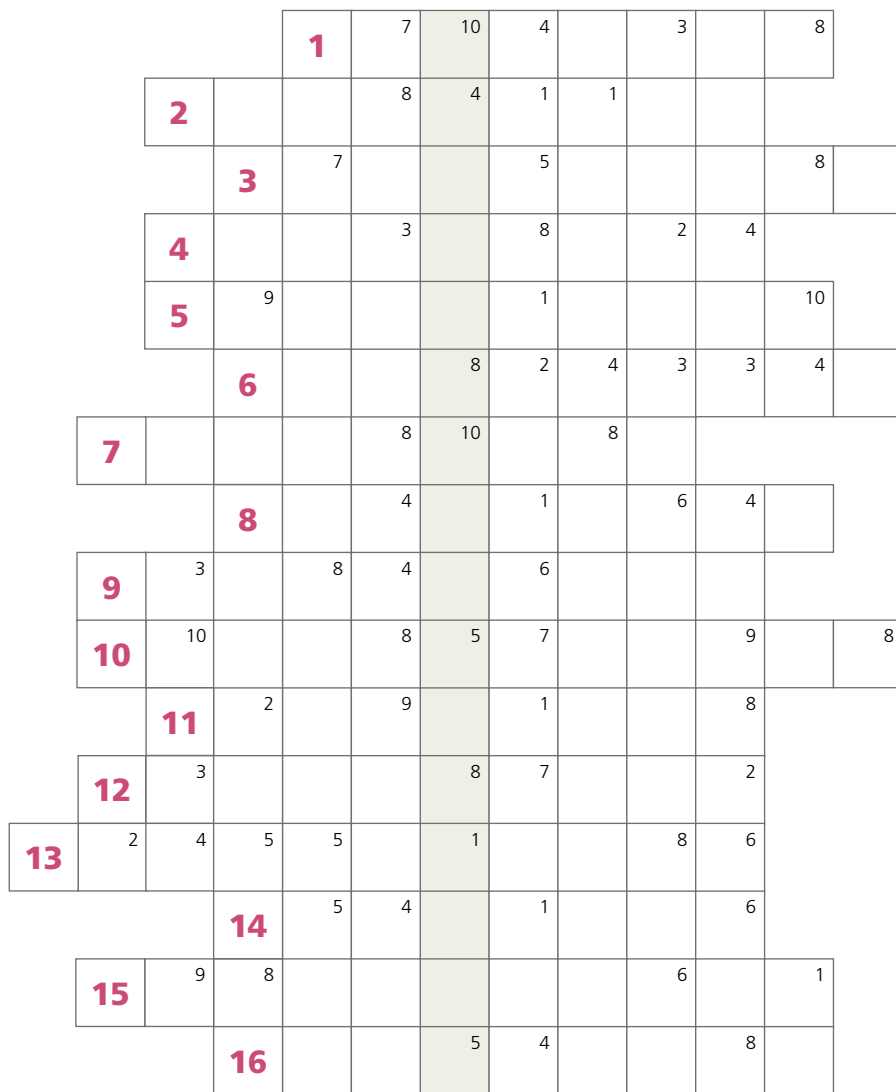 1 7 10 4 3 8
2 8 4 1 1
3 7 5 8
4 3 8 2 4
5 9 1 10
6 8 2 4 3 3 4
7 8 10 8
8 4 1 6 4
9 3 8 4 6
10 10 8 5 7 9 8
11 2 9 1 8
12 3 8 7 2
13 2 4 5 5 1 8 6
14 5 4 1 6
15 9 8 6 1
16 5 4 8